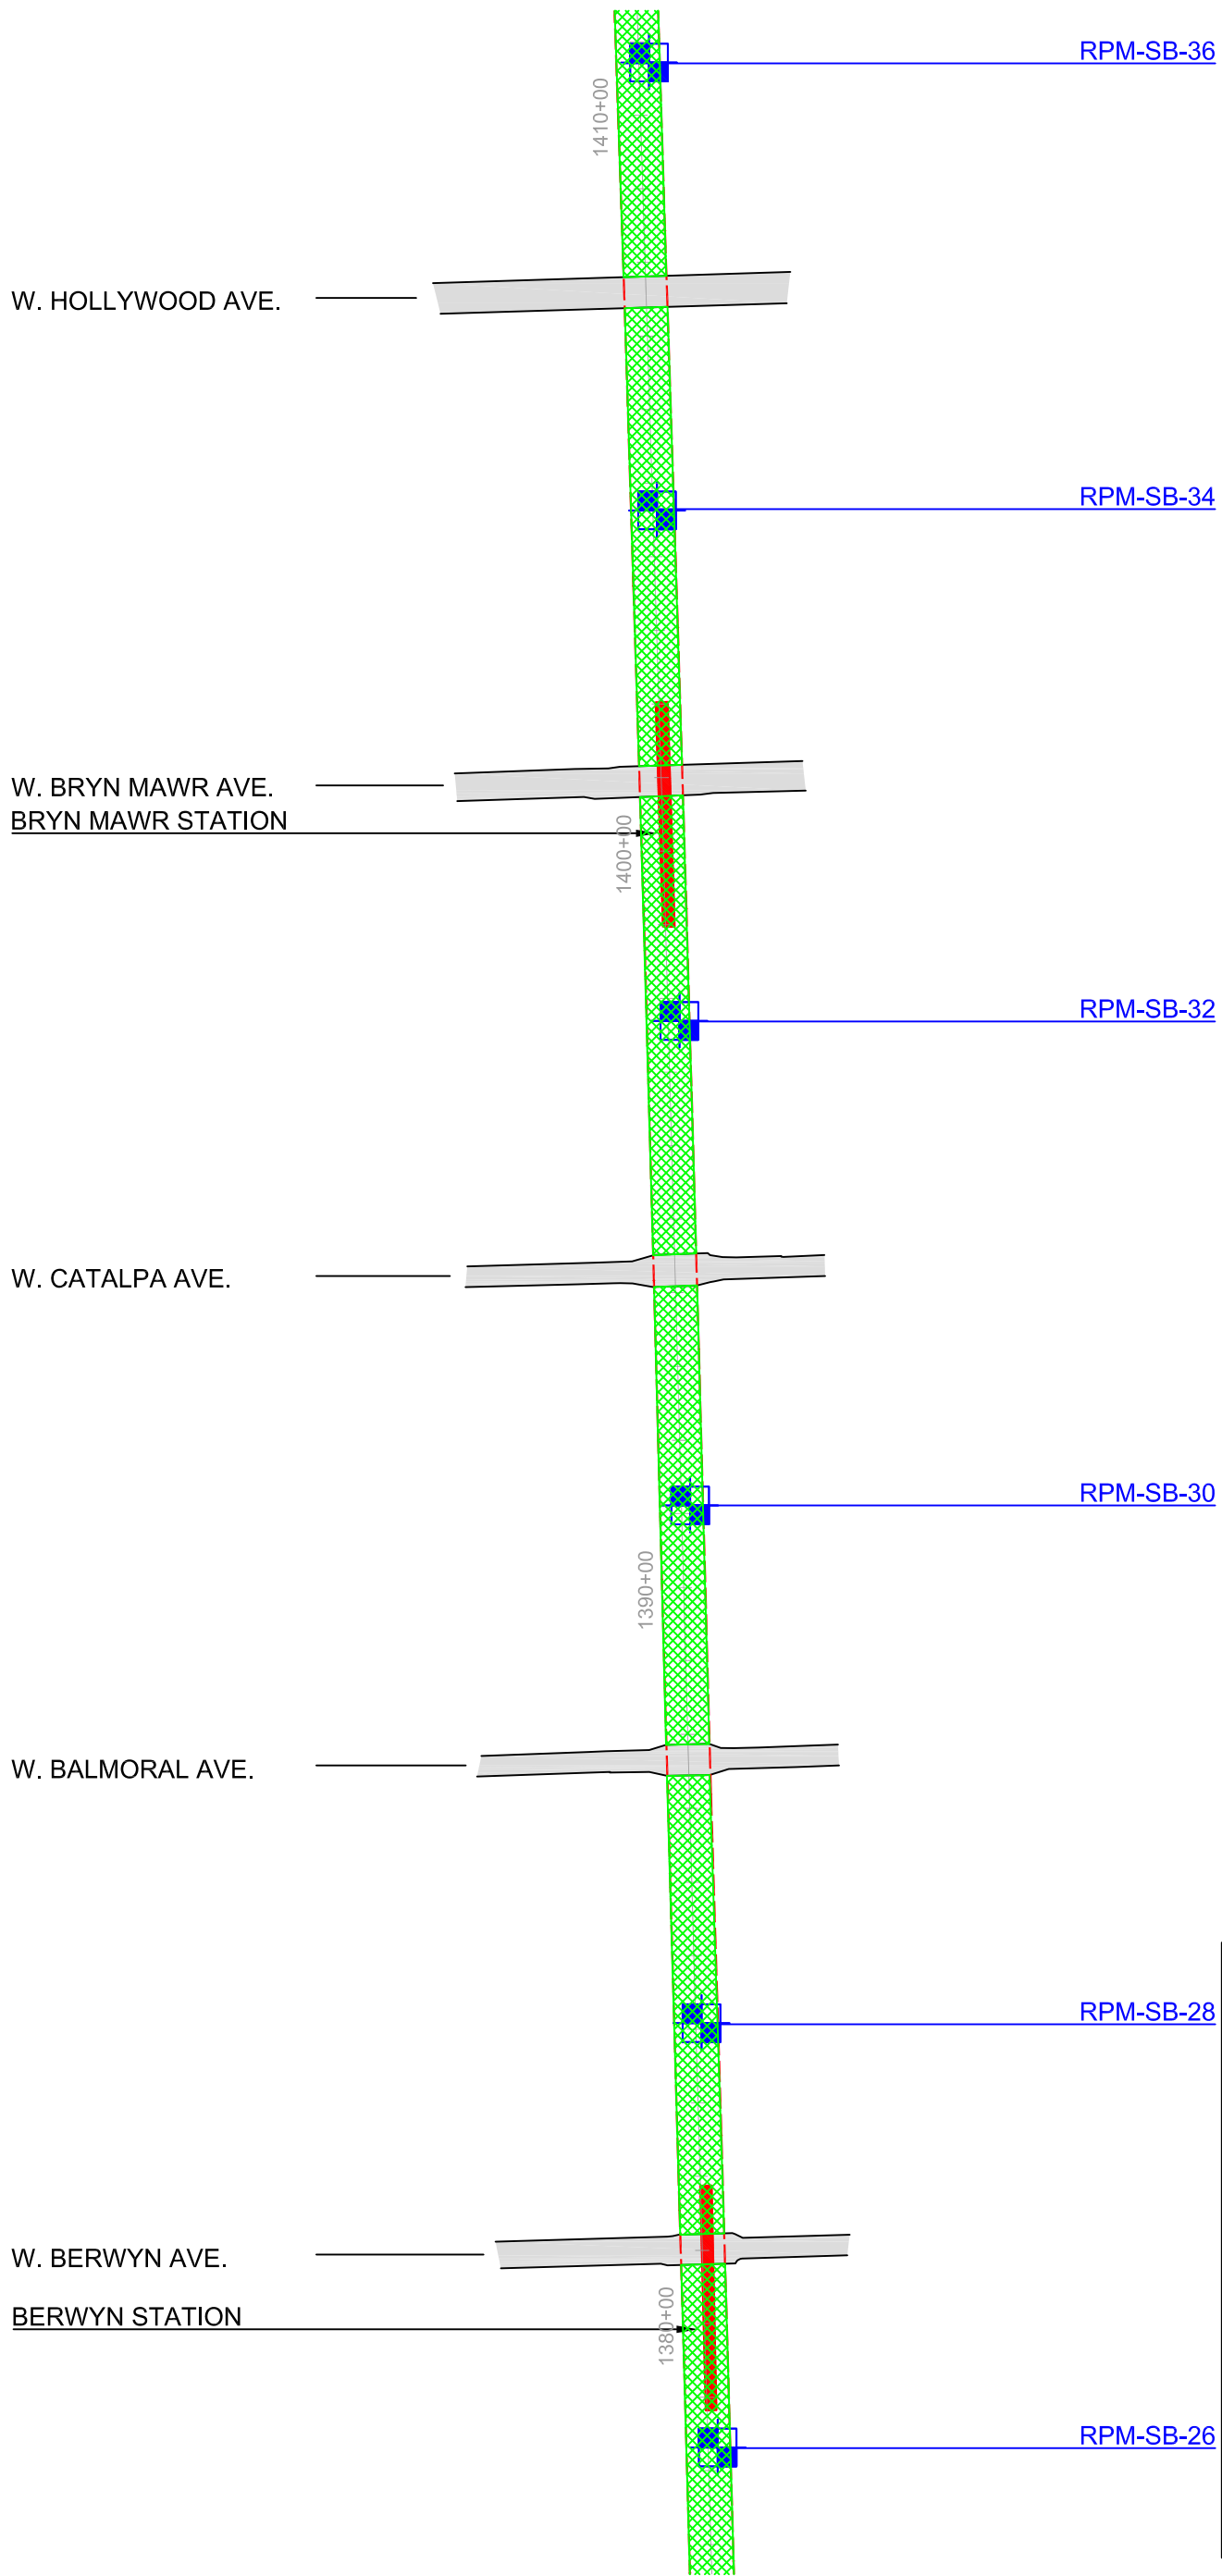 RPM-SB-36
1410+00
W. HOLLYWOOD AVE.
RPM-SB-34
W. BRYN MAWR AVE.
BRYN MAWR STATION
1400+00
RPM-SB-32
W. CATALPA AVE.
RPM-SB-30
1390+00
W. BALMORAL AVE.
RPM-SB-28
W. BERWYN AVE.
BERWYN STATION
1380+00
RPM-SB-26